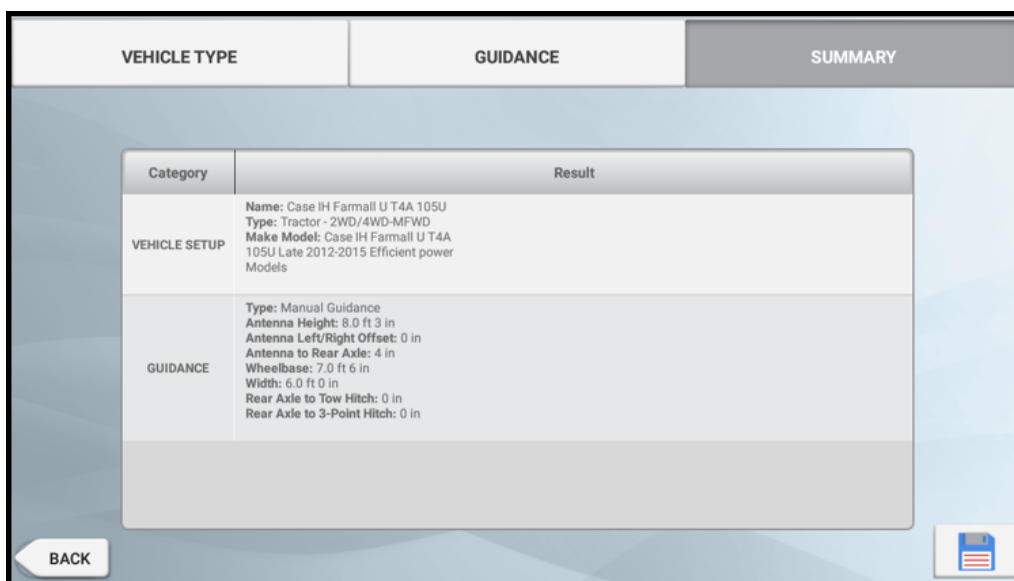 VEHICLE TYPE
GUIDANCE
SUMMARY
Category
Result
VEHICLE SETUP
Name: Case IH Farmall U T4A 105U
Type: Tractor - 2WD/4WD-MFWD
Make Model: Case IH Farmall U T4A
105U Late 2012-2015 Efficient power
Models
GUIDANCE
Type: Manual Guidance
Antenna Height: 8.0 ft 3 in
Antenna Left/Right Offset: 0 in
Antenna to Rear Axle: 4 in
Wheelbase: 7.0 ft 6 in
Width: 6.0 ft 0 in
Rear Axle to Tow Hitch: 0 in
Rear Axle to 3-Point Hitch: 0 in
BACK